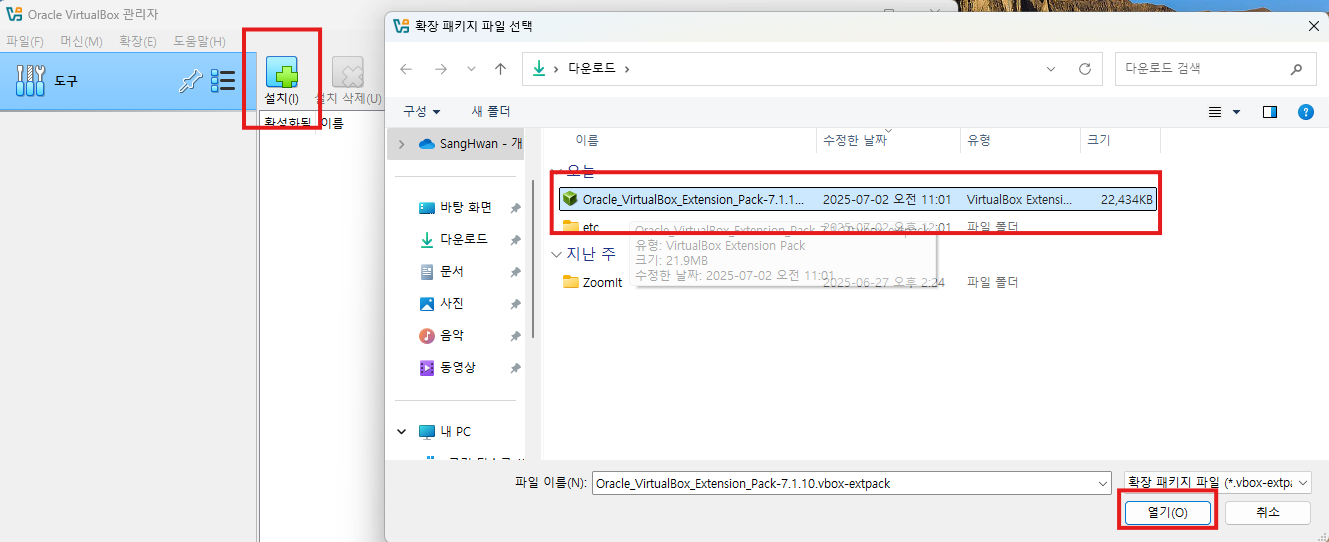 Oracle VirtualBox 관리자
파일(F) 머신(M) 확장(E) 도움말(H)
도구
설치(I) 설치 삭제(U)
활성화됨 이름
확장 패키지 파일 선택
다운로드
다운로드 검색
구성 새 폴더
SangHwan - 개
바탕 화면
다운로드
문서
사진
음악
동영상
내 PC
이름 수정한 날짜 유형 크기
오늘
Oracle_VirtualBox_Extension_Pack-7.1.1... 2025-07-02 오전 11:01 VirtualBox Extensi... 22,434KB
etc 2025-07-02 오후 12:01 파일 폴더
Oracle_VirtualBox_Extension_Pack-7.1.10.vbox-extpack
유형: VirtualBox Extension Pack
크기: 21.9MB
수정한 날짜: 2025-07-02 오전 11:01
지난 주
ZoomIt 2025-06-27 오후 2:24 파일 폴더
파일 이름(N): Oracle_VirtualBox_Extension_Pack-7.1.10.vbox-extpack 확장 패키지 파일 (*.vbox-extpa
열기(O) 취소